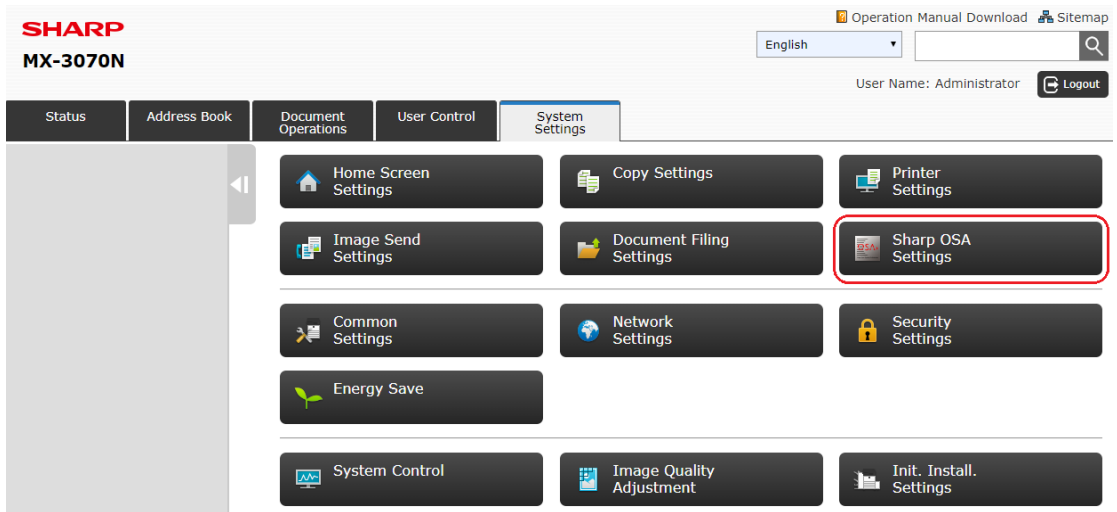 Operation Manual Download Sitemap
SHARP
English
MX-3070N
User Name: Administrator Logout
Status Address Book Document Operations User Control System Settings
Home Screen Settings
Copy Settings
Printer Settings
Image Send Settings
Document Filing Settings
OSA
Sharp OSA Settings
Common Settings
Network Settings
Security Settings
Energy Save
System Control
Image Quality Adjustment
Init. Install. Settings